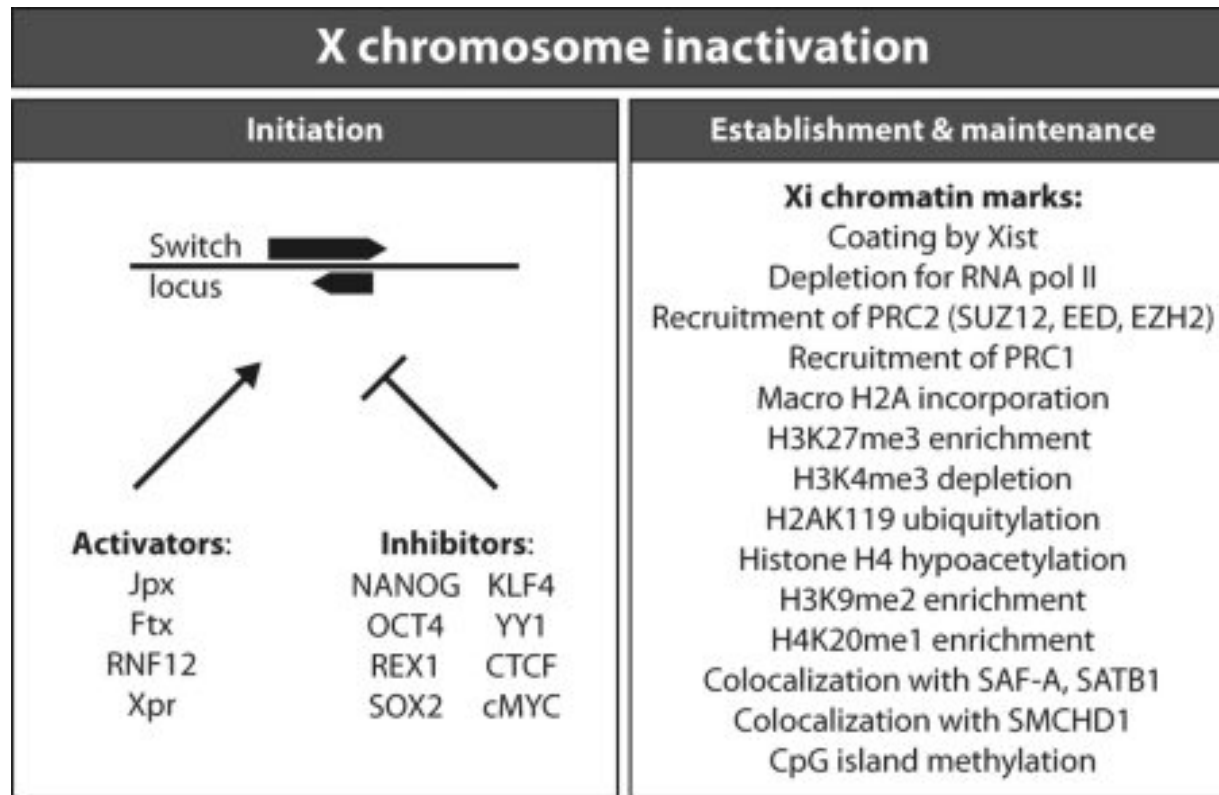 X chromosome inactivation
Initiation
Switch
locus
Activators:
Jpx
Ftx
RNF12
Xpr
Inhibitors:
NANOG KLF4
OCT4 YY1
REX1 CTCF
SOX2 cMYC
Establishment & maintenance
Xi chromatin marks:
Coating by Xist
Depletion for RNA pol II
Recruitment of PRC2 (SUZ12, EED, EZH2)
Recruitment of PRC1
Macro H2A incorporation
H3K27me3 enrichment
H3K4me3 depletion
H2AK119 ubiquitylation
Histone H4 hypoacetylation
H3K9me2 enrichment
H4K20me1 enrichment
Colocalization with SAF-A, SATB1
Colocalization with SMCHD1
CpG island methylation